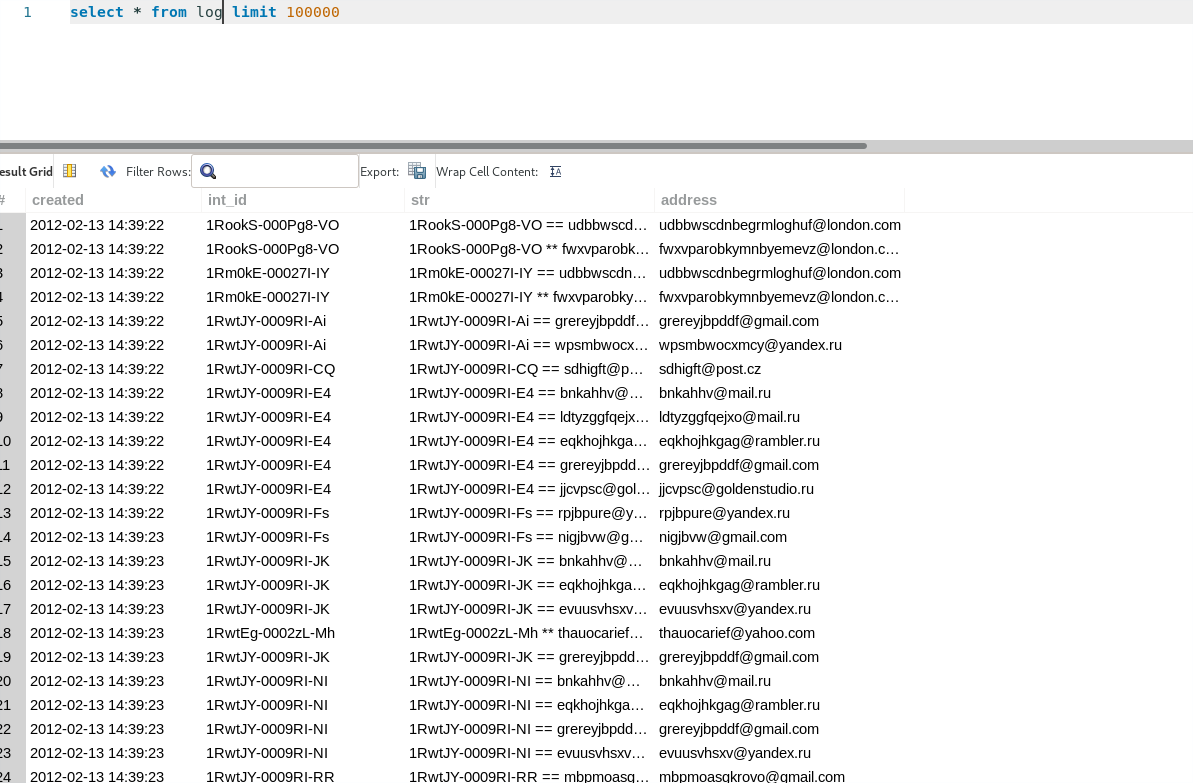 1 select * from log limit 100000
esult Grid Filter Rows: Export: Wrap Cell Content:
# created int_id str address
1 2012-02-13 14:39:22 1RookS-000Pg8-VO 1RookS-000Pg8-VO == udbbwscd... udbbwscdnbegrmloghuf@london.com
2 2012-02-13 14:39:22 1RookS-000Pg8-VO 1RookS-000Pg8-VO ** fwxvparobk... fwxvparobkymnbyemevz@london.c...
3 2012-02-13 14:39:22 1Rm0kE-00027I-IY 1Rm0kE-00027I-IY == udbbwscdn... udbbwscdnbegrmloghuf@london.com
4 2012-02-13 14:39:22 1Rm0kE-00027I-IY 1Rm0kE-00027I-IY ** fwxvparobky... fwxvparobkymnbyemevz@london.c...
5 2012-02-13 14:39:22 1RwtJY-0009RI-Ai 1RwtJY-0009RI-Ai == grereyjbpddf... grereyjbpddf@gmail.com
6 2012-02-13 14:39:22 1RwtJY-0009RI-Ai 1RwtJY-0009RI-Ai == wpsmbwocx... wpsmbwocxmcy@yandex.ru
7 2012-02-13 14:39:22 1RwtJY-0009RI-CQ 1RwtJY-0009RI-CQ == sdhigft@p... sdhigft@post.cz
8 2012-02-13 14:39:22 1RwtJY-0009RI-E4 1RwtJY-0009RI-E4 == bnkahhv@... bnkahhv@mail.ru
9 2012-02-13 14:39:22 1RwtJY-0009RI-E4 1RwtJY-0009RI-E4 == ldtyzggfqejx... ldtyzggfqejxo@mail.ru
10 2012-02-13 14:39:22 1RwtJY-0009RI-E4 1RwtJY-0009RI-E4 == eqkhojhkga... eqkhojhkgag@rambler.ru
11 2012-02-13 14:39:22 1RwtJY-0009RI-E4 1RwtJY-0009RI-E4 == grereyjbpdd... grereyjbpddf@gmail.com
12 2012-02-13 14:39:22 1RwtJY-0009RI-E4 1RwtJY-0009RI-E4 == jjcvpsc@gol... jjcvpsc@goldenstudio.ru
13 2012-02-13 14:39:22 1RwtJY-0009RI-Fs 1RwtJY-0009RI-Fs == rpjbpure@y... rpjbpure@yandex.ru
14 2012-02-13 14:39:23 1RwtJY-0009RI-Fs 1RwtJY-0009RI-Fs == nigjbvw@g... nigjbvw@gmail.com
15 2012-02-13 14:39:23 1RwtJY-0009RI-JK 1RwtJY-0009RI-JK == bnkahhv@... bnkahhv@mail.ru
16 2012-02-13 14:39:23 1RwtJY-0009RI-JK 1RwtJY-0009RI-JK == eqkhojhkga... eqkhojhkgag@rambler.ru
17 2012-02-13 14:39:23 1RwtJY-0009RI-JK 1RwtJY-0009RI-JK == evuusvhsxv... evuusvhsxv@yandex.ru
18 2012-02-13 14:39:23 1RwtEg-0002zL-Mh 1RwtEg-0002zL-Mh ** thauocarief... thauocarief@yahoo.com
19 2012-02-13 14:39:23 1RwtJY-0009RI-JK 1RwtJY-0009RI-JK == grereyjbpdd... grereyjbpddf@gmail.com
20 2012-02-13 14:39:23 1RwtJY-0009RI-NI 1RwtJY-0009RI-NI == bnkahhv@... bnkahhv@mail.ru
21 2012-02-13 14:39:23 1RwtJY-0009RI-NI 1RwtJY-0009RI-NI == eqkhojhkga... eqkhojhkgag@rambler.ru
22 2012-02-13 14:39:23 1RwtJY-0009RI-NI 1RwtJY-0009RI-NI == grereyjbpdd... grereyjbpddf@gmail.com
23 2012-02-13 14:39:23 1RwtJY-0009RI-NI 1RwtJY-0009RI-NI == evuusvhsxv... evuusvhsxv@yandex.ru
24 2012-02-13 14:39:23 1RwtJY-0009RI-RR 1RwtJY-0009RI-RR == mbpmoasg... mbpmoasgkrovo@gmail.com